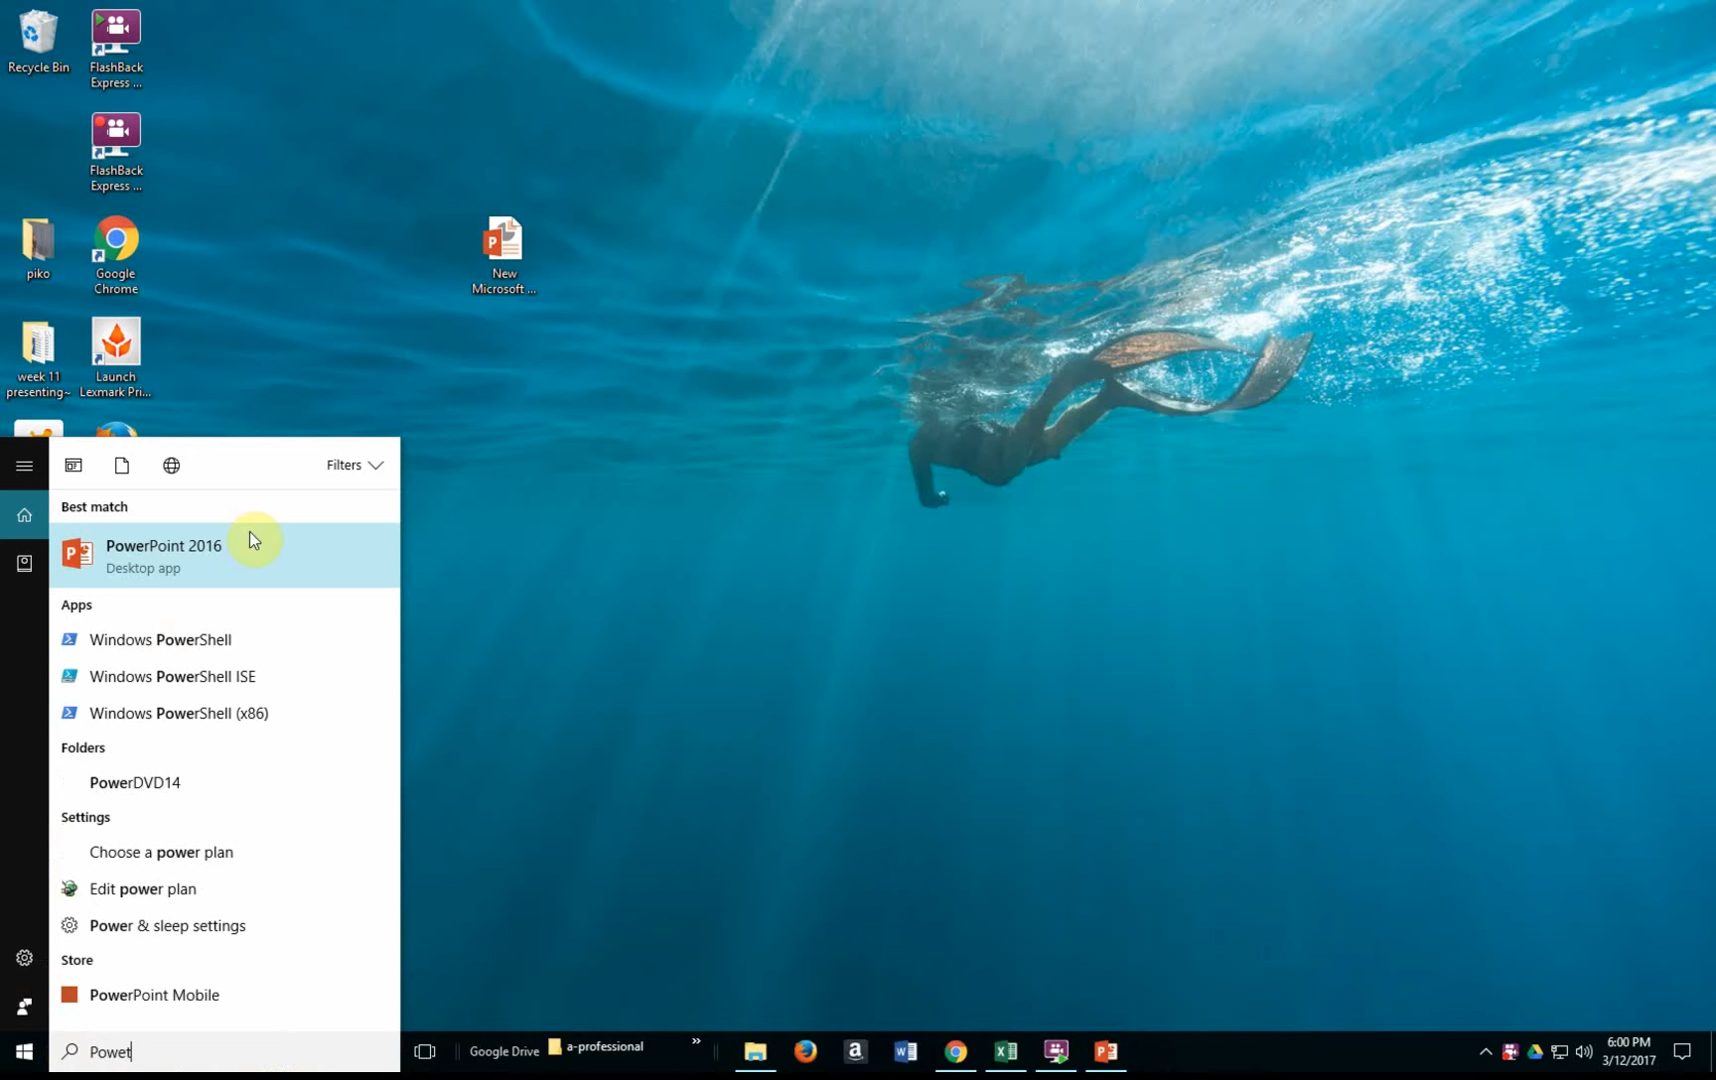 Recycle Bin
FlashBack
Express ...
FlashBack
Express ...
piko
Google
Chrome
New
Microsoft ...
week 11
presenting~
Launch
Lexmark Pri...
Filters
Best match
PowerPoint 2016
Desktop app
Apps
Windows PowerShell
Windows PowerShell ISE
Windows PowerShell (x86)
Folders
PowerDVD14
Settings
Choose a power plan
Edit power plan
Power & sleep settings
Store
PowerPoint Mobile
Powet
Google Drive
a-professional
6:00 PM
3/12/2017